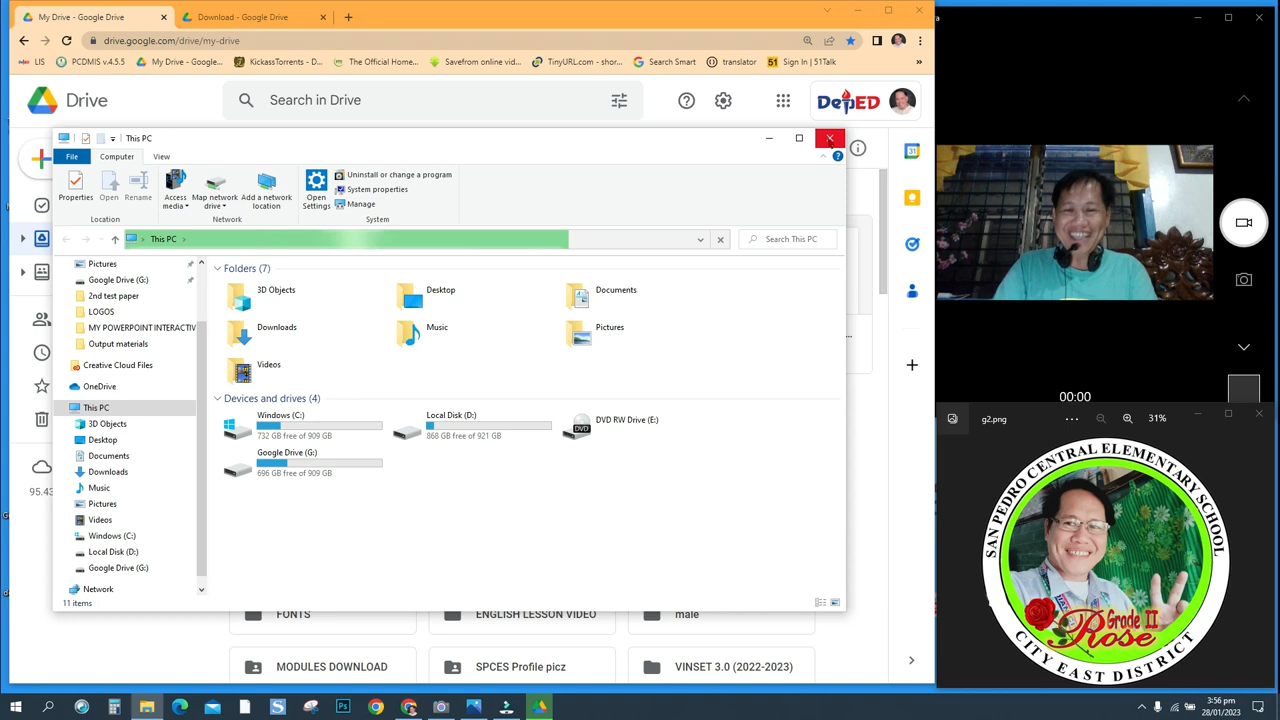 My Drive - Google Drive
Download - Google Drive
drive.google.com/drive/my-drive
LIS
PCDMIS v.4.5.5
My Drive - Google...
KickassTorrents - D...
The Official Home...
Savefrom online vid...
TinyURL.com - shor...
Search Smart
translator
51 Sign In | 51Talk
»
Drive
Search in Drive
DepED
This PC
File
Computer
View
Properties
Open
Rename
Access media
Map network drive
Add a network location
Open Settings
Uninstall or change a program
System properties
Manage
Location
Network
System
This PC
Search This PC
Pictures
Google Drive (G:)
2nd test paper
LOGOS
MY POWERPOINT INTERACTIV
Output materials
Creative Cloud Files
OneDrive
This PC
3D Objects
Desktop
Documents
Downloads
Music
Pictures
Videos
Windows (C:)
Local Disk (D:)
Google Drive (G:)
Network
11 items
Folders (7)
3D Objects
Desktop
Documents
Downloads
Music
Pictures
Videos
Devices and drives (4)
Windows (C:)
732 GB free of 909 GB
Local Disk (D:)
868 GB free of 921 GB
DVD RW Drive (E:)
DVD
Google Drive (G:)
696 GB free of 909 GB
95.43
FONTS
ENGLISH LESSON VIDEO
male
MODULES DOWNLOAD
SPCES Profile picz
VINSET 3.0 (2022-2023)
00:00
g2.png
31%
SAN PEDRO CENTRAL ELEMENTARY SCHOOL
Grade II
Rose
CITY EAST DISTRICT
3:56 pm
28/01/2023